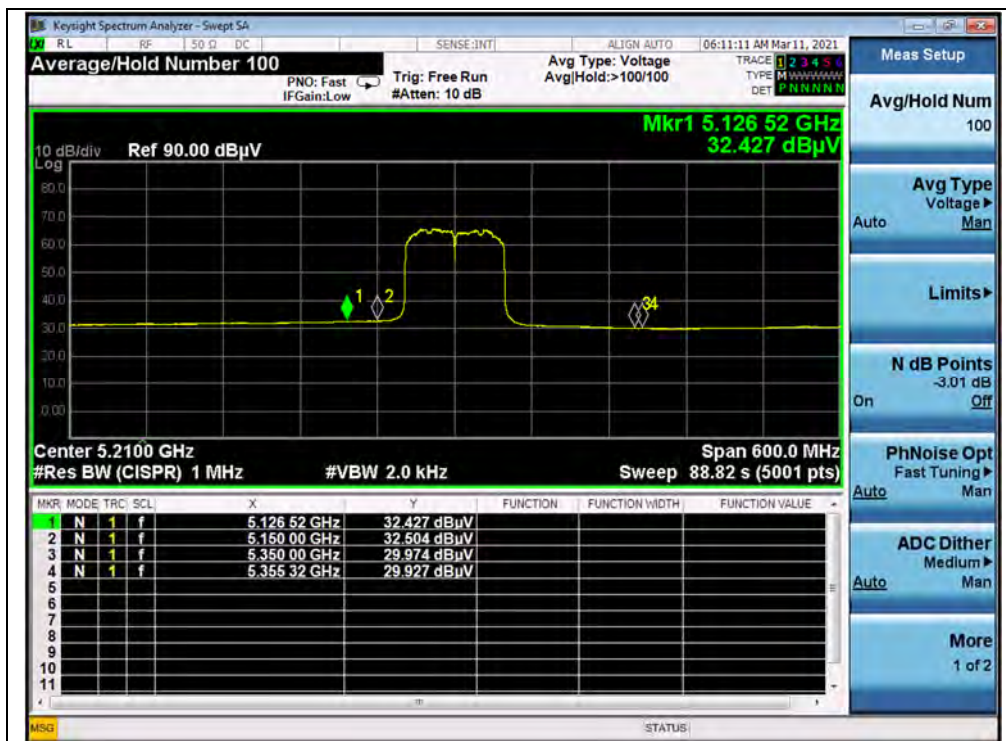 Keysight Spectrum Analyzer - Swept SA
LXI RL RF 50 Ω DC SENSE:INT ALIGN AUTO 06:11:11 AM Mar 11, 2021
Average/Hold Number 100
PNO: Fast
IFGain:Low
Trig: Free Run
#Atten: 10 dB
Avg Type: Voltage
Avg|Hold:>100/100
TRACE 1 2 3 4 5 6
TYPE M WWWWW
DET P N N N N N
Mkr1 5.126 52 GHz
32.427 dBµV
10 dB/div Ref 90.00 dBµV
Log
80.0
70.0
60.0
50.0
40.0
30.0
20.0
10.0
0.00
1
2
3 4
Center 5.2100 GHz Span 600.0 MHz
#Res BW (CISPR) 1 MHz #VBW 2.0 kHz Sweep 88.82 s (5001 pts)
MKR MODE TRC SCL X Y FUNCTION FUNCTION WIDTH FUNCTION VALUE
1 N 1 f 5.126 52 GHz 32.427 dBµV
2 N 1 f 5.150 00 GHz 32.504 dBµV
3 N 1 f 5.350 00 GHz 29.974 dBµV
4 N 1 f 5.355 32 GHz 29.927 dBµV
5
6
7
8
9
10
11
MSG STATUS
Meas Setup
Avg/Hold Num
100
Avg Type
Voltage
Auto Man
Limits
N dB Points
-3.01 dB
On Off
PhNoise Opt
Fast Tuning
Auto Man
ADC Dither
Medium
Auto Man
More
1 of 2